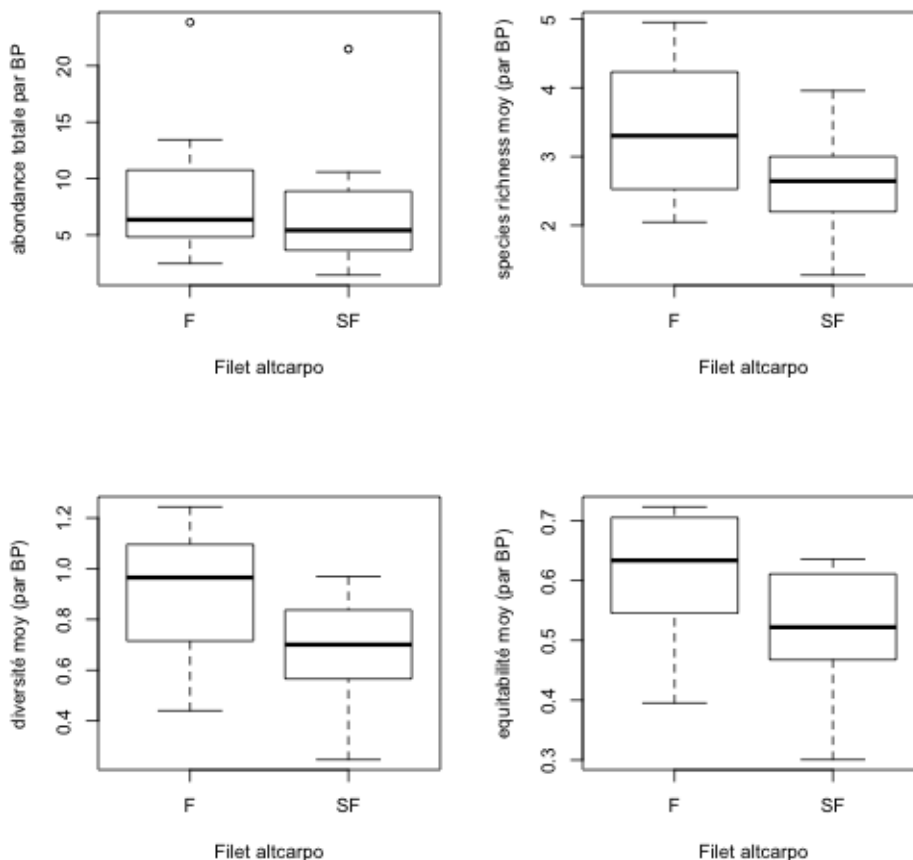 abondance totale par BP
20
15
10
5
F SF
Filet altcarpo
species richness moy (par BP)
5
4
3
2
F SF
Filet altcarpo
diversité moy (par BP)
1.2
1.0
0.8
0.6
0.4
F SF
Filet altcarpo
equitabilité moy (par BP)
0.7
0.6
0.5
0.4
0.3
F SF
Filet altcarpo